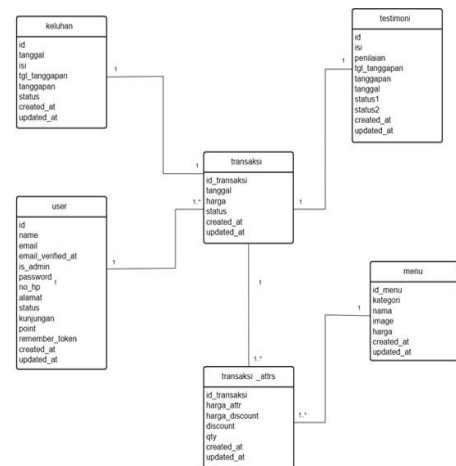 keluhan
id
tanggal
isi
tgl_tanggapan
tanggapan
status
created_at
updated_at
1
testimoni
id
isi
penilaian
tgl_tanggapan
tanggapan
tanggal
status1
status2
created_at
updated_at
1
transaksi
id_transaksi
tanggal
harga
status
created_at
updated_at
1
1..*
1
1
user
id
name
email
email_verified_at
is_admin
password
no_hp
1
alamat
status
kunjungan
point
remember_token
created_at
updated_at
1
menu
id_menu
kategori
nama
image
harga
created_at
updated_at
1
1..*
transaksi _attrs
id_transaksi
harga_attr
harga_discount
discount
qty
created_at
updated_at
1..*